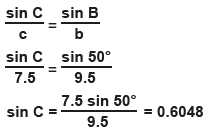 sin C / c = sin B / b
sin C / 7.5 = sin 50° / 9.5
sin C = 7.5 sin 50° / 9.5 = 0.6048